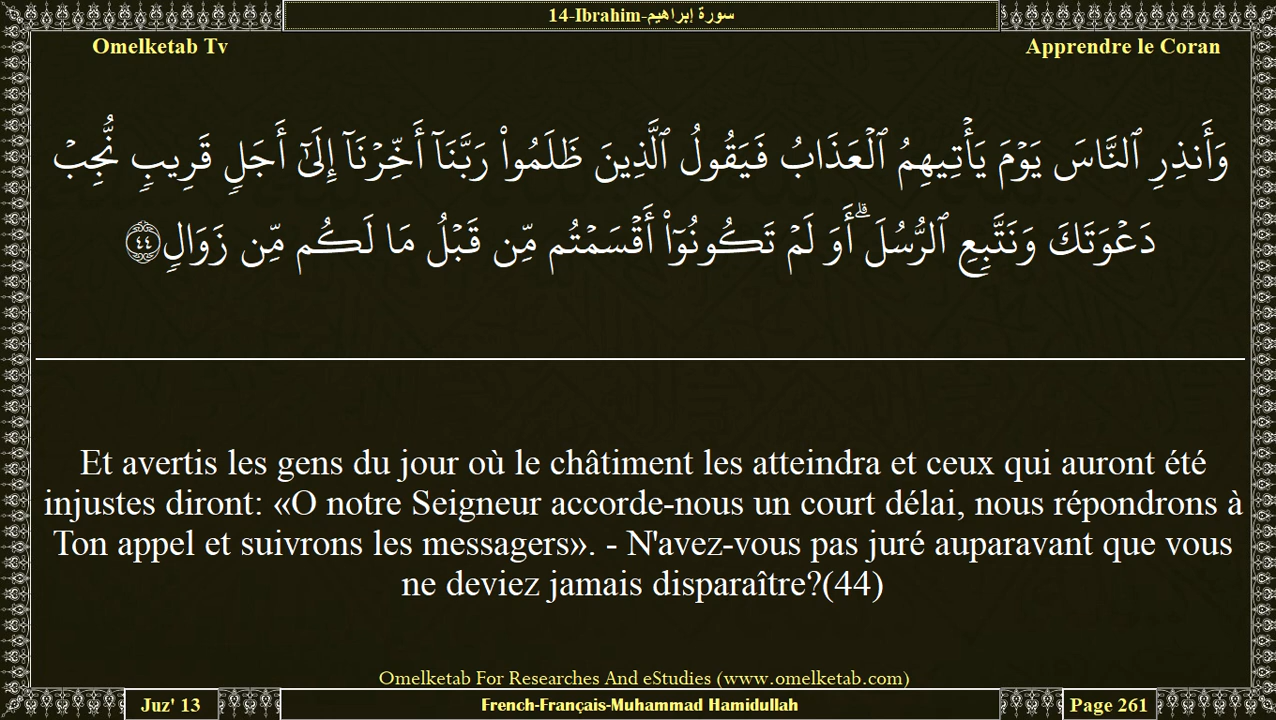 14-Ibrahim-سورة إبراهيم
Omelketab Tv
Apprendre le Coran
وَأَنذِرِ ٱلنَّاسَ يَوۡمَ يَأۡتِيهِمُ ٱلۡعَذَابُ فَيَقُولُ ٱلَّذِينَ ظَلَمُواْ رَبَّنَآ أَخِّرۡنَآ إِلَىٰٓ أَجَلٖ قَرِيبٖ نُّجِبۡ
دَعۡوَتَكَ وَنَتَّبِعِ ٱلرُّسُلَۗ أَوَ لَمۡ تَكُونُوٓاْ أَقۡسَمۡتُم مِّن قَبۡلُ مَا لَكُم مِّن زَوَالٖ ٤٤
Et avertis les gens du jour où le châtiment les atteindra et ceux qui auront été
injustes diront: «O notre Seigneur accorde-nous un court délai, nous répondrons à
Ton appel et suivrons les messagers». - N'avez-vous pas juré auparavant que vous
ne deviez jamais disparaître?(44)
Omelketab For Researches And eStudies (www.omelketab.com)
Juz' 13
French-Français-Muhammad Hamidullah
Page 261